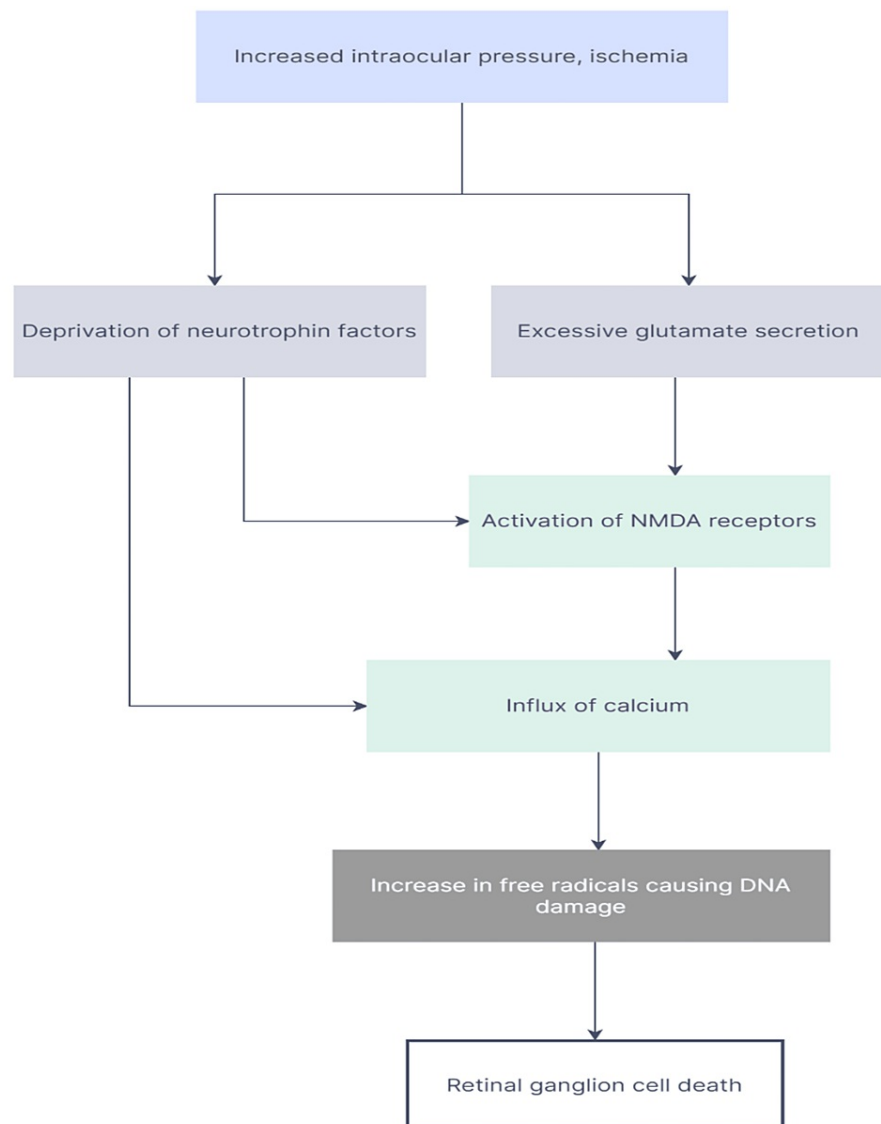 Increased intraocular pressure, ischemia
Deprivation of neurotrophin factors
Excessive glutamate secretion
Activation of NMDA receptors
Influx of calcium
Increase in free radicals causing DNA
damage
Retinal ganglion cell death